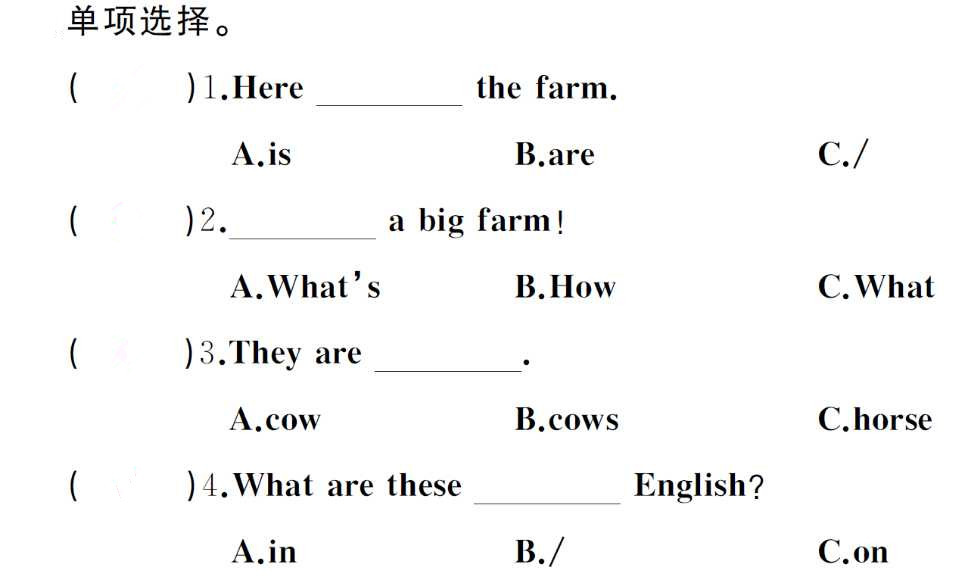 单项选择。
( )1.Here ________ the farm.
A.is B.are C./
( )2.________ a big farm!
A.What's B.How C.What
( )3.They are ________.
A.cow B.cows C.horse
( )4.What are these ________ English?
A.in B./ C.on